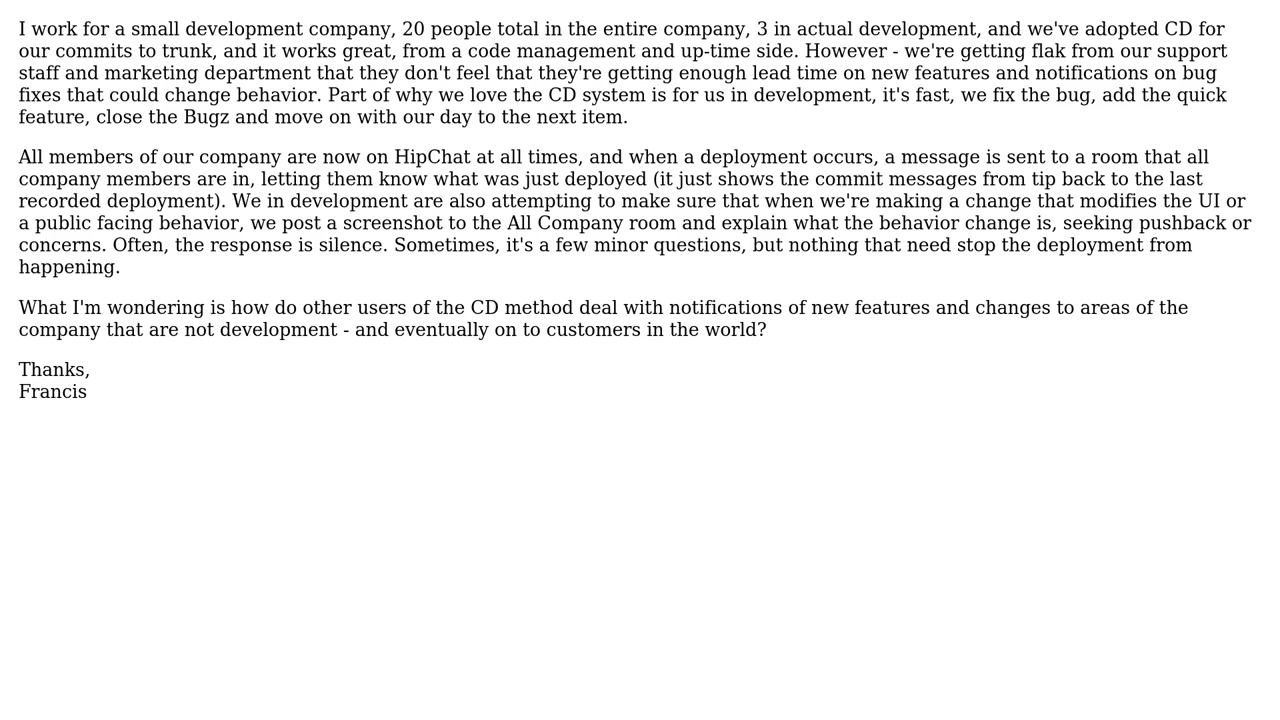 I work for a small development company, 20 people total in the entire company, 3 in actual development, and we've adopted CD for
our commits to trunk, and it works great, from a code management and up-time side. However - we're getting flak from our support
staff and marketing department that they don't feel that they're getting enough lead time on new features and notifications on bug
fixes that could change behavior. Part of why we love the CD system is for us in development, it's fast, we fix the bug, add the quick
feature, close the Bugz and move on with our day to the next item.
All members of our company are now on HipChat at all times, and when a deployment occurs, a message is sent to a room that all
company members are in, letting them know what was just deployed (it just shows the commit messages from tip back to the last
recorded deployment). We in development are also attempting to make sure that when we're making a change that modifies the UI or
a public facing behavior, we post a screenshot to the All Company room and explain what the behavior change is, seeking pushback or
concerns. Often, the response is silence. Sometimes, it's a few minor questions, but nothing that need stop the deployment from
happening.
What I'm wondering is how do other users of the CD method deal with notifications of new features and changes to areas of the
company that are not development - and eventually on to customers in the world?
Thanks,
Francis